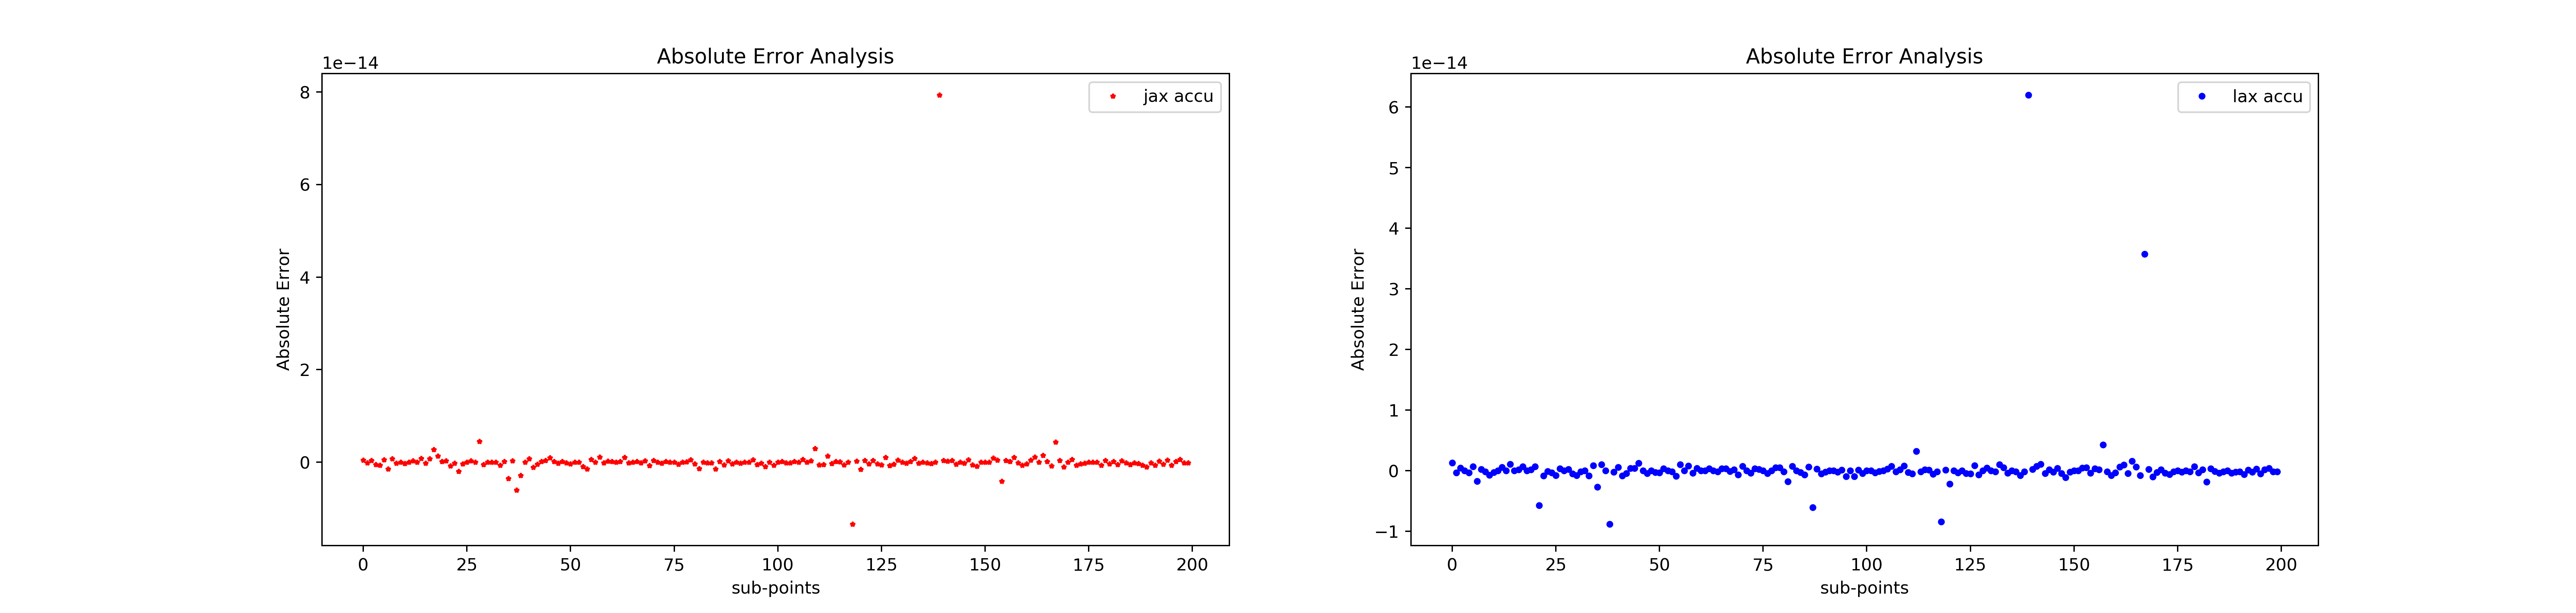 Absolute Error Analysis
1e−14
jax accu
8
6
4
2
0
Absolute Error
0 25 50 75 100 125 150 175 200
sub-points
Absolute Error Analysis
1e−14
lax accu
6
5
4
3
2
1
0
−1
Absolute Error
0 25 50 75 100 125 150 175 200
sub-points